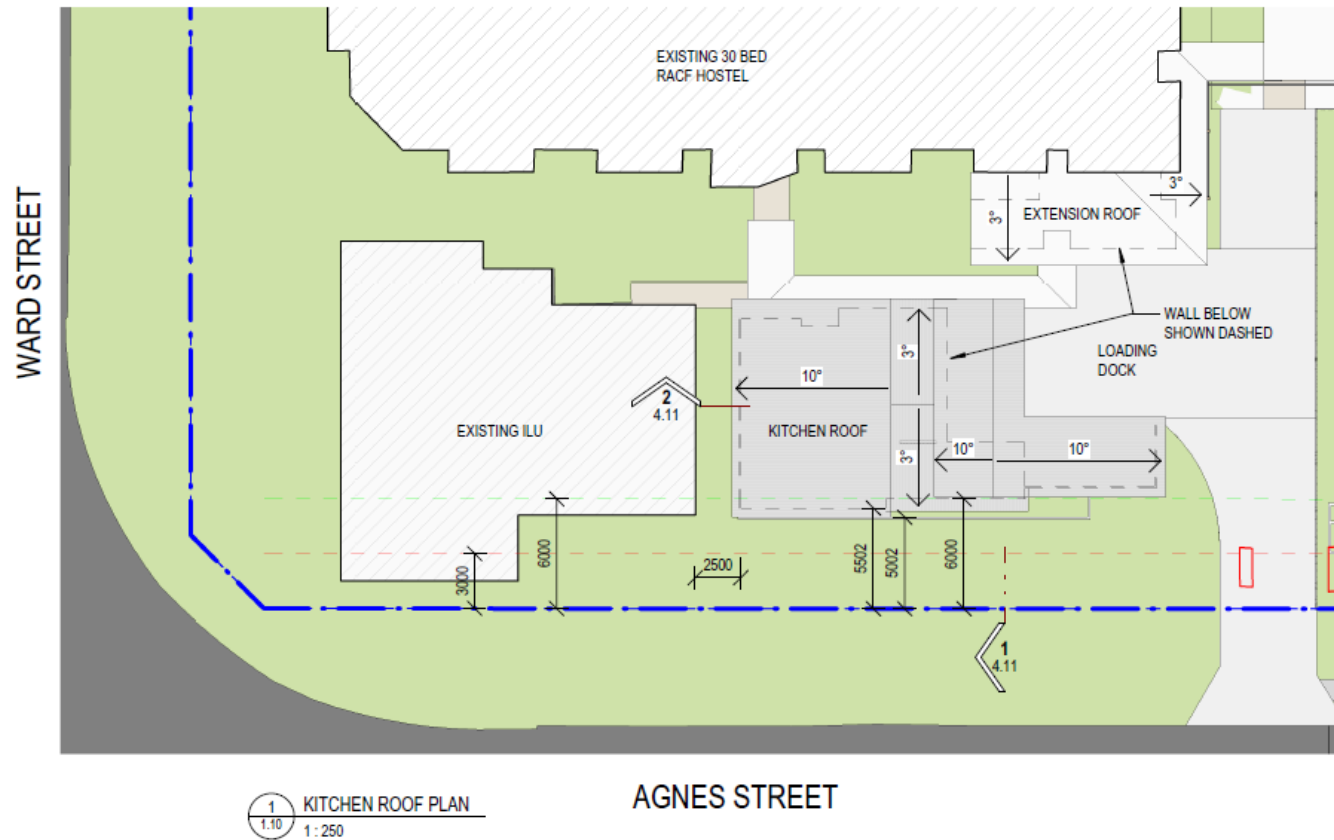 EXISTING 30 BED
RACF HOSTEL
WARD STREET
3°
3°
EXTENSION ROOF
WALL BELOW
SHOWN DASHED
LOADING
DOCK
3°
10°
2
4.11
EXISTING ILU
KITCHEN ROOF
3°
10°
10°
3000
6000
2500
5502
5002
6000
1
4.11
AGNES STREET
1
1.10
KITCHEN ROOF PLAN
1 : 250